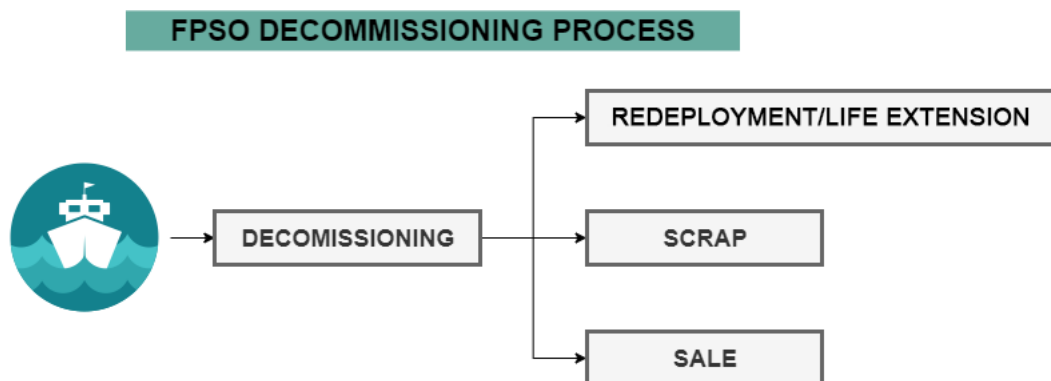 FPSO DECOMMISSIONING PROCESS
REDEPLOYMENT/LIFE EXTENSION
DECOMISSIONING
SCRAP
SALE